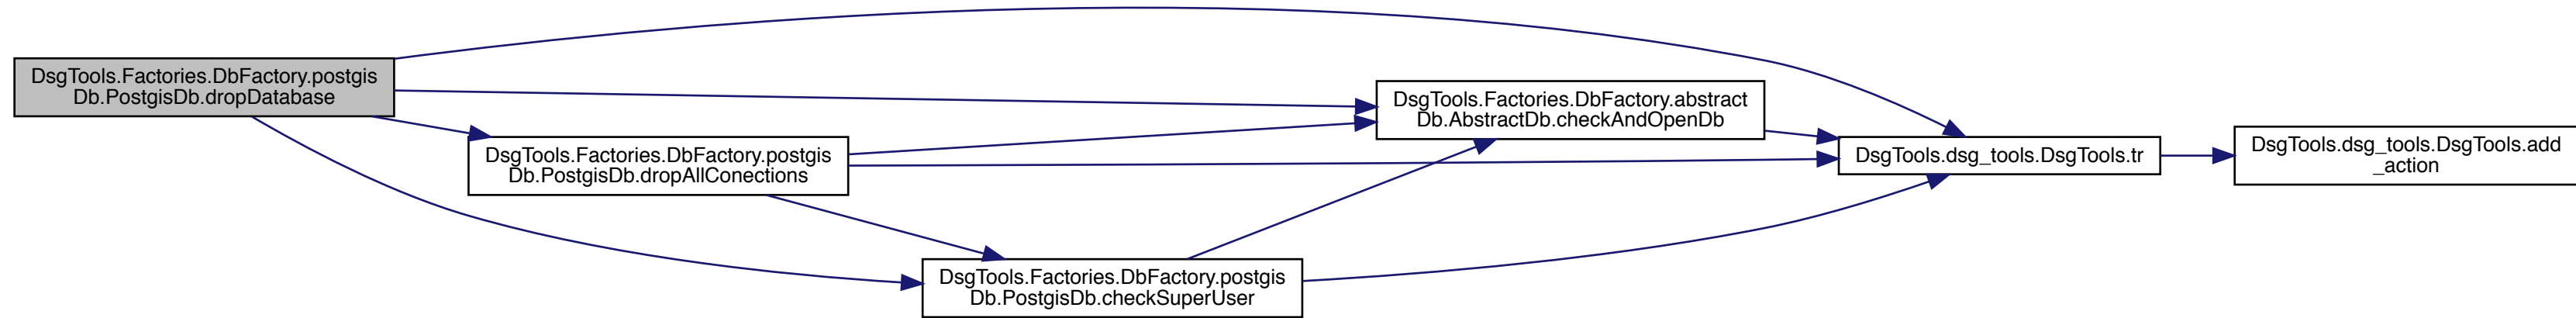 DsgTools.Factories.DbFactory.postgis
Db.PostgisDb.dropDatabase
DsgTools.Factories.DbFactory.postgis
Db.PostgisDb.dropAllConections
DsgTools.Factories.DbFactory.postgis
Db.PostgisDb.checkSuperUser
DsgTools.Factories.DbFactory.abstract
Db.AbstractDb.checkAndOpenDb
DsgTools.dsg_tools.DsgTools.tr
DsgTools.dsg_tools.DsgTools.add
_action